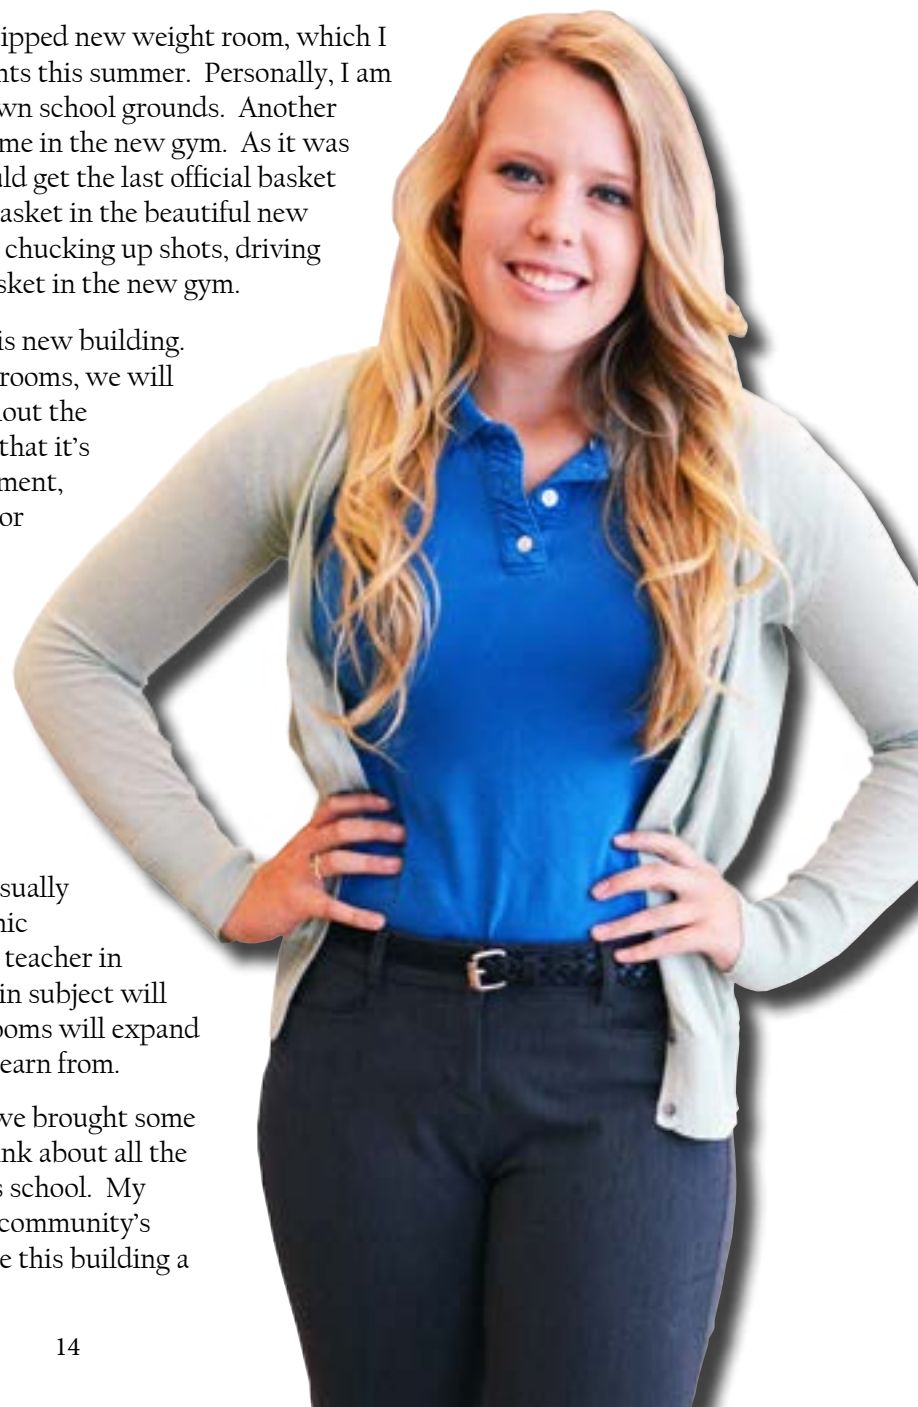 ipped new weight room, which I
nts this summer.  Personally, I am
wn school grounds.  Another
me in the new gym.  As it was
uld get the last official basket
asket in the beautiful new
chucking up shots, driving
sket in the new gym.
is new building.
rooms, we will
out the
that it's
ment,
or
sually
nic
teacher in
in subject will
ooms will expand
earn from.
we brought some
nk about all the
s school.  My
community's
e this building a
14